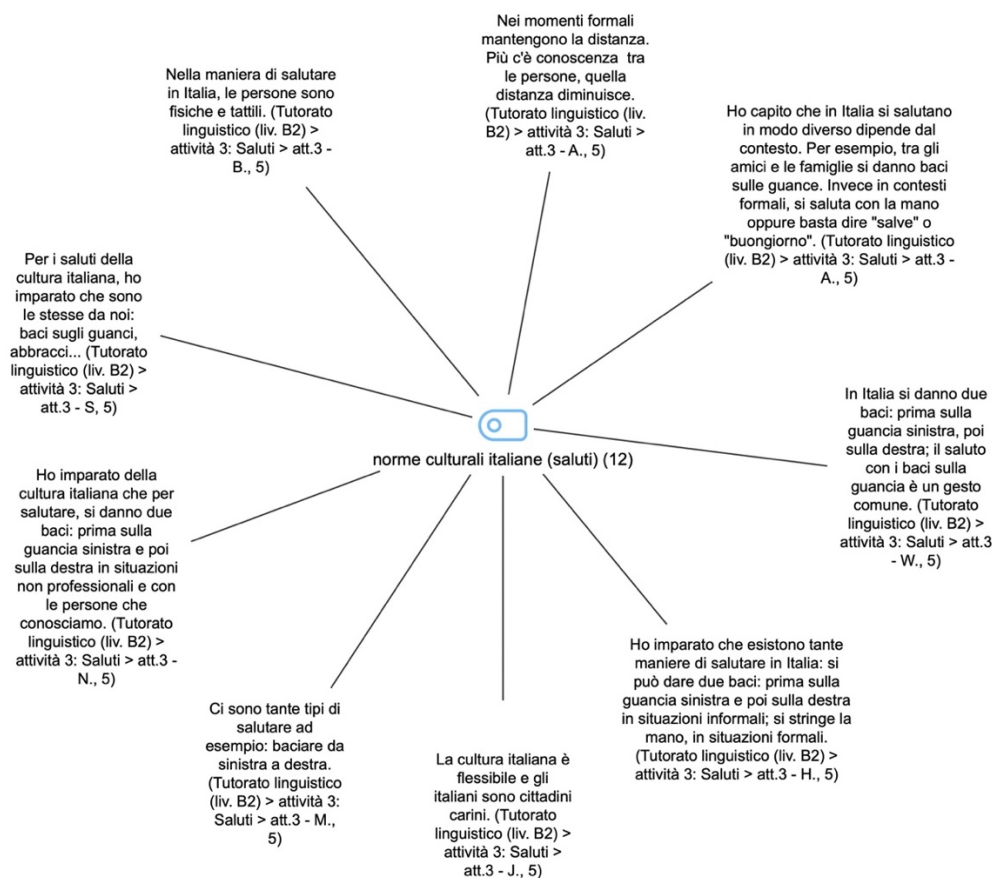 Nei momenti formali
mantengono la distanza.
Più c'è conoscenza tra
le persone, quella
distanza diminuisce.
(Tutorato linguistico (liv.
B2) > attività 3: Saluti >
att.3 - A., 5)
Nella maniera di salutare
in Italia, le persone sono
fisiche e tattili. (Tutorato
linguistico (liv. B2) >
attività 3: Saluti > att.3 -
B., 5)
Ho capito che in Italia si salutano
in modo diverso dipende dal
contesto. Per esempio, tra gli
amici e le famiglie si danno baci
sulle guance. Invece in contesti
formali, si saluta con la mano
oppure basta dire "salve" o
"buongiorno". (Tutorato linguistico
(liv. B2) > attività 3: Saluti > att.3 -
A., 5)
Per i saluti della
cultura italiana, ho
imparato che sono
le stesse da noi:
baci sugli guanci,
abbracci... (Tutorato
linguistico (liv. B2) >
attività 3: Saluti >
att.3 - S, 5)
In Italia si danno due
baci: prima sulla
guancia sinistra, poi
sulla destra; il saluto
con i baci sulla
guancia è un gesto
comune. (Tutorato
linguistico (liv. B2) >
attività 3: Saluti > att.3
- W., 5)
norme culturali italiane (saluti) (12)
Ho imparato della
cultura italiana che per
salutare, si danno due
baci: prima sulla
guancia sinistra e poi
sulla destra in situazioni
non professionali e con
le persone che
conosciamo. (Tutorato
linguistico (liv. B2) >
attività 3: Saluti > att.3 -
N., 5)
Ho imparato che esistono tante
maniere di salutare in Italia: si
può dare due baci: prima sulla
guancia sinistra e poi sulla destra
in situazioni informali; si stringe la
mano, in situazioni formali.
(Tutorato linguistico (liv. B2) >
attività 3: Saluti > att.3 - H., 5)
Ci sono tante tipi di
salutare ad
esempio: baciare da
sinistra a destra.
(Tutorato linguistico
(liv. B2) > attività 3:
Saluti > att.3 - M.,
5)
La cultura italiana è
flessibile e gli
italiani sono cittadini
carini. (Tutorato
linguistico (liv. B2) >
attività 3: Saluti >
att.3 - J., 5)